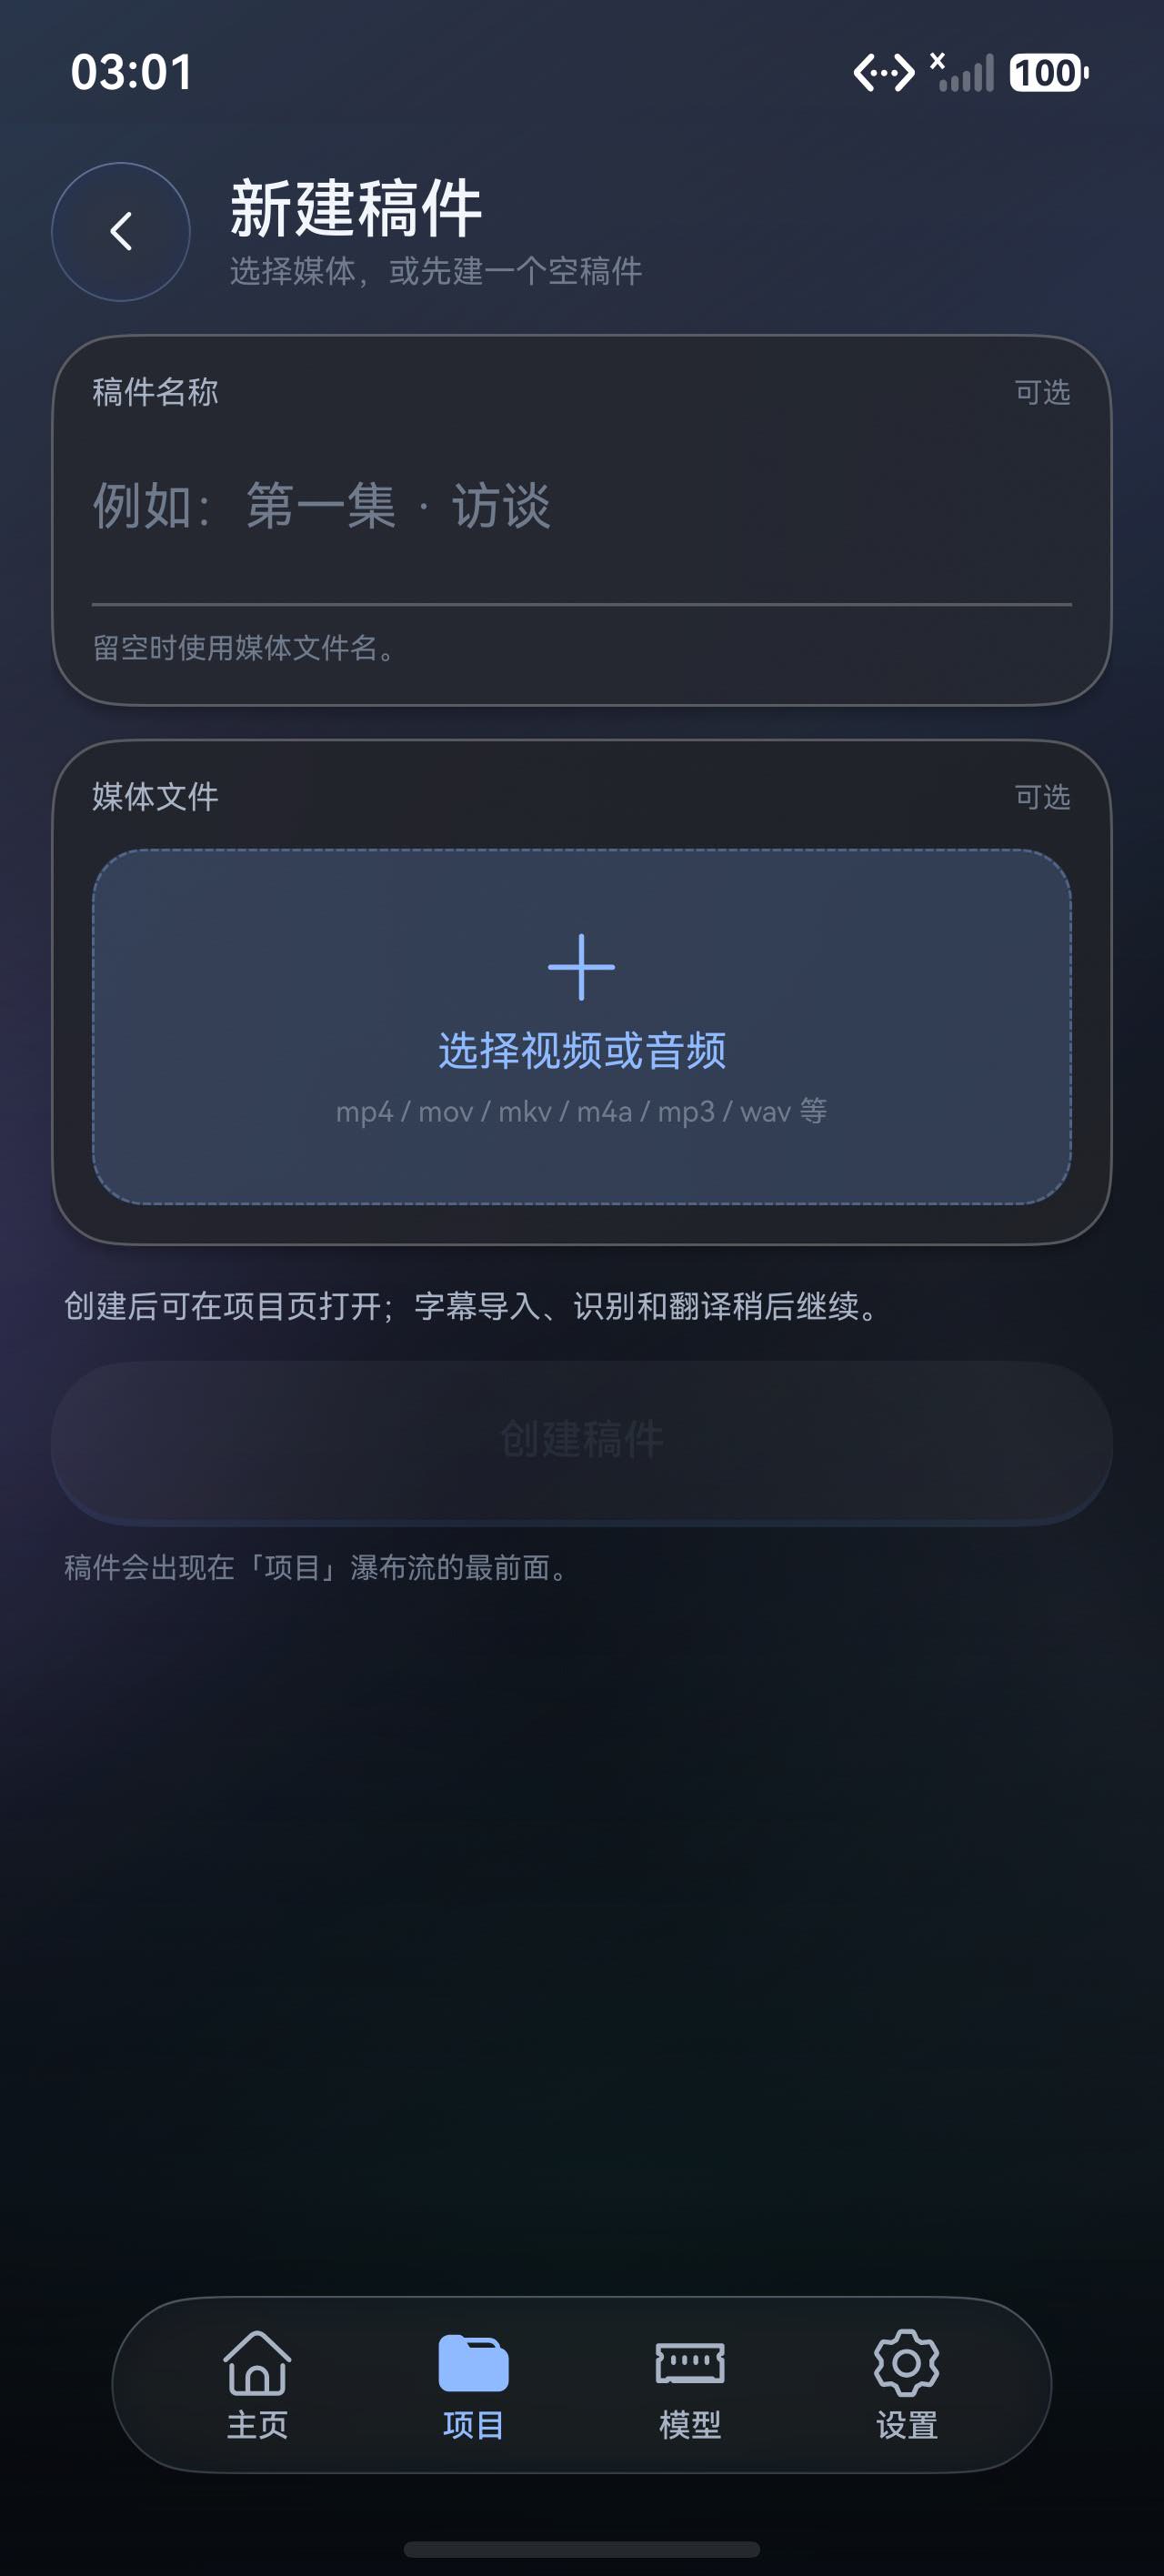 03:01
100
新建稿件
选择媒体，或先建一个空稿件
稿件名称 可选
例如：第一集 · 访谈
留空时使用媒体文件名。
媒体文件 可选
选择视频或音频
mp4 / mov / mkv / m4a / mp3 / wav 等
创建后可在项目页打开；字幕导入、识别和翻译稍后继续。
创建稿件
稿件会出现在「项目」瀑布流的最前面。
主页 项目 模型 设置